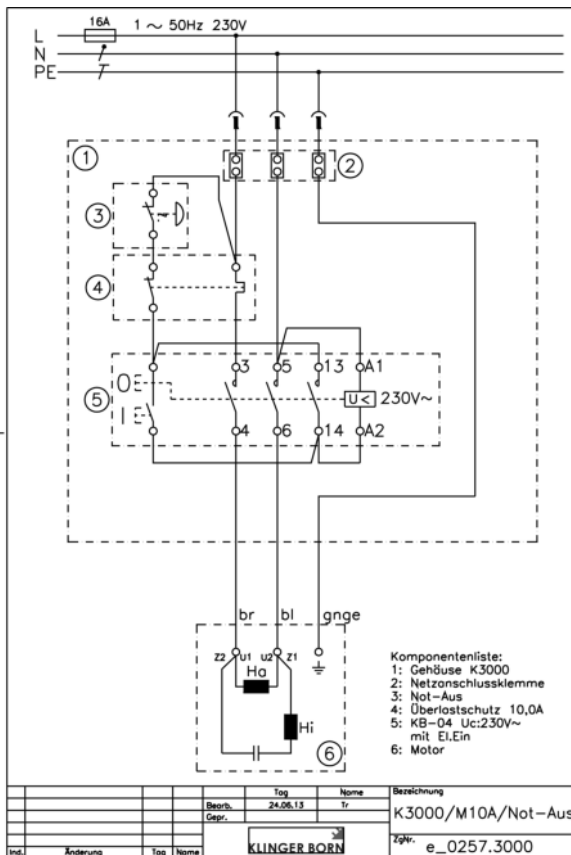 16A 1 ~ 50Hz 230V
L
N
PE
1
2
3
4
3 5 13 A1
O
5
U< 230V~
I
4 6 14 A2
br bl gnge
Z2 U1 U2 Z1
Ha
Hi
6
Komponentenliste:
1: Gehäuse K3000
2: Netzanschlussklemme
3: Not-Aus
4: Überlastschutz 10,0A
5: KB-04 Uc:230V~
mit El.Ein
6: Motor
Tag Name Bezeichnung
Bearb. 24.06.13 Tr
Gepr.
K3000/M10A/Not-Aus
KLINGER BORN
ZgNr. e_0257.3000
Ind. Änderung Tag Name